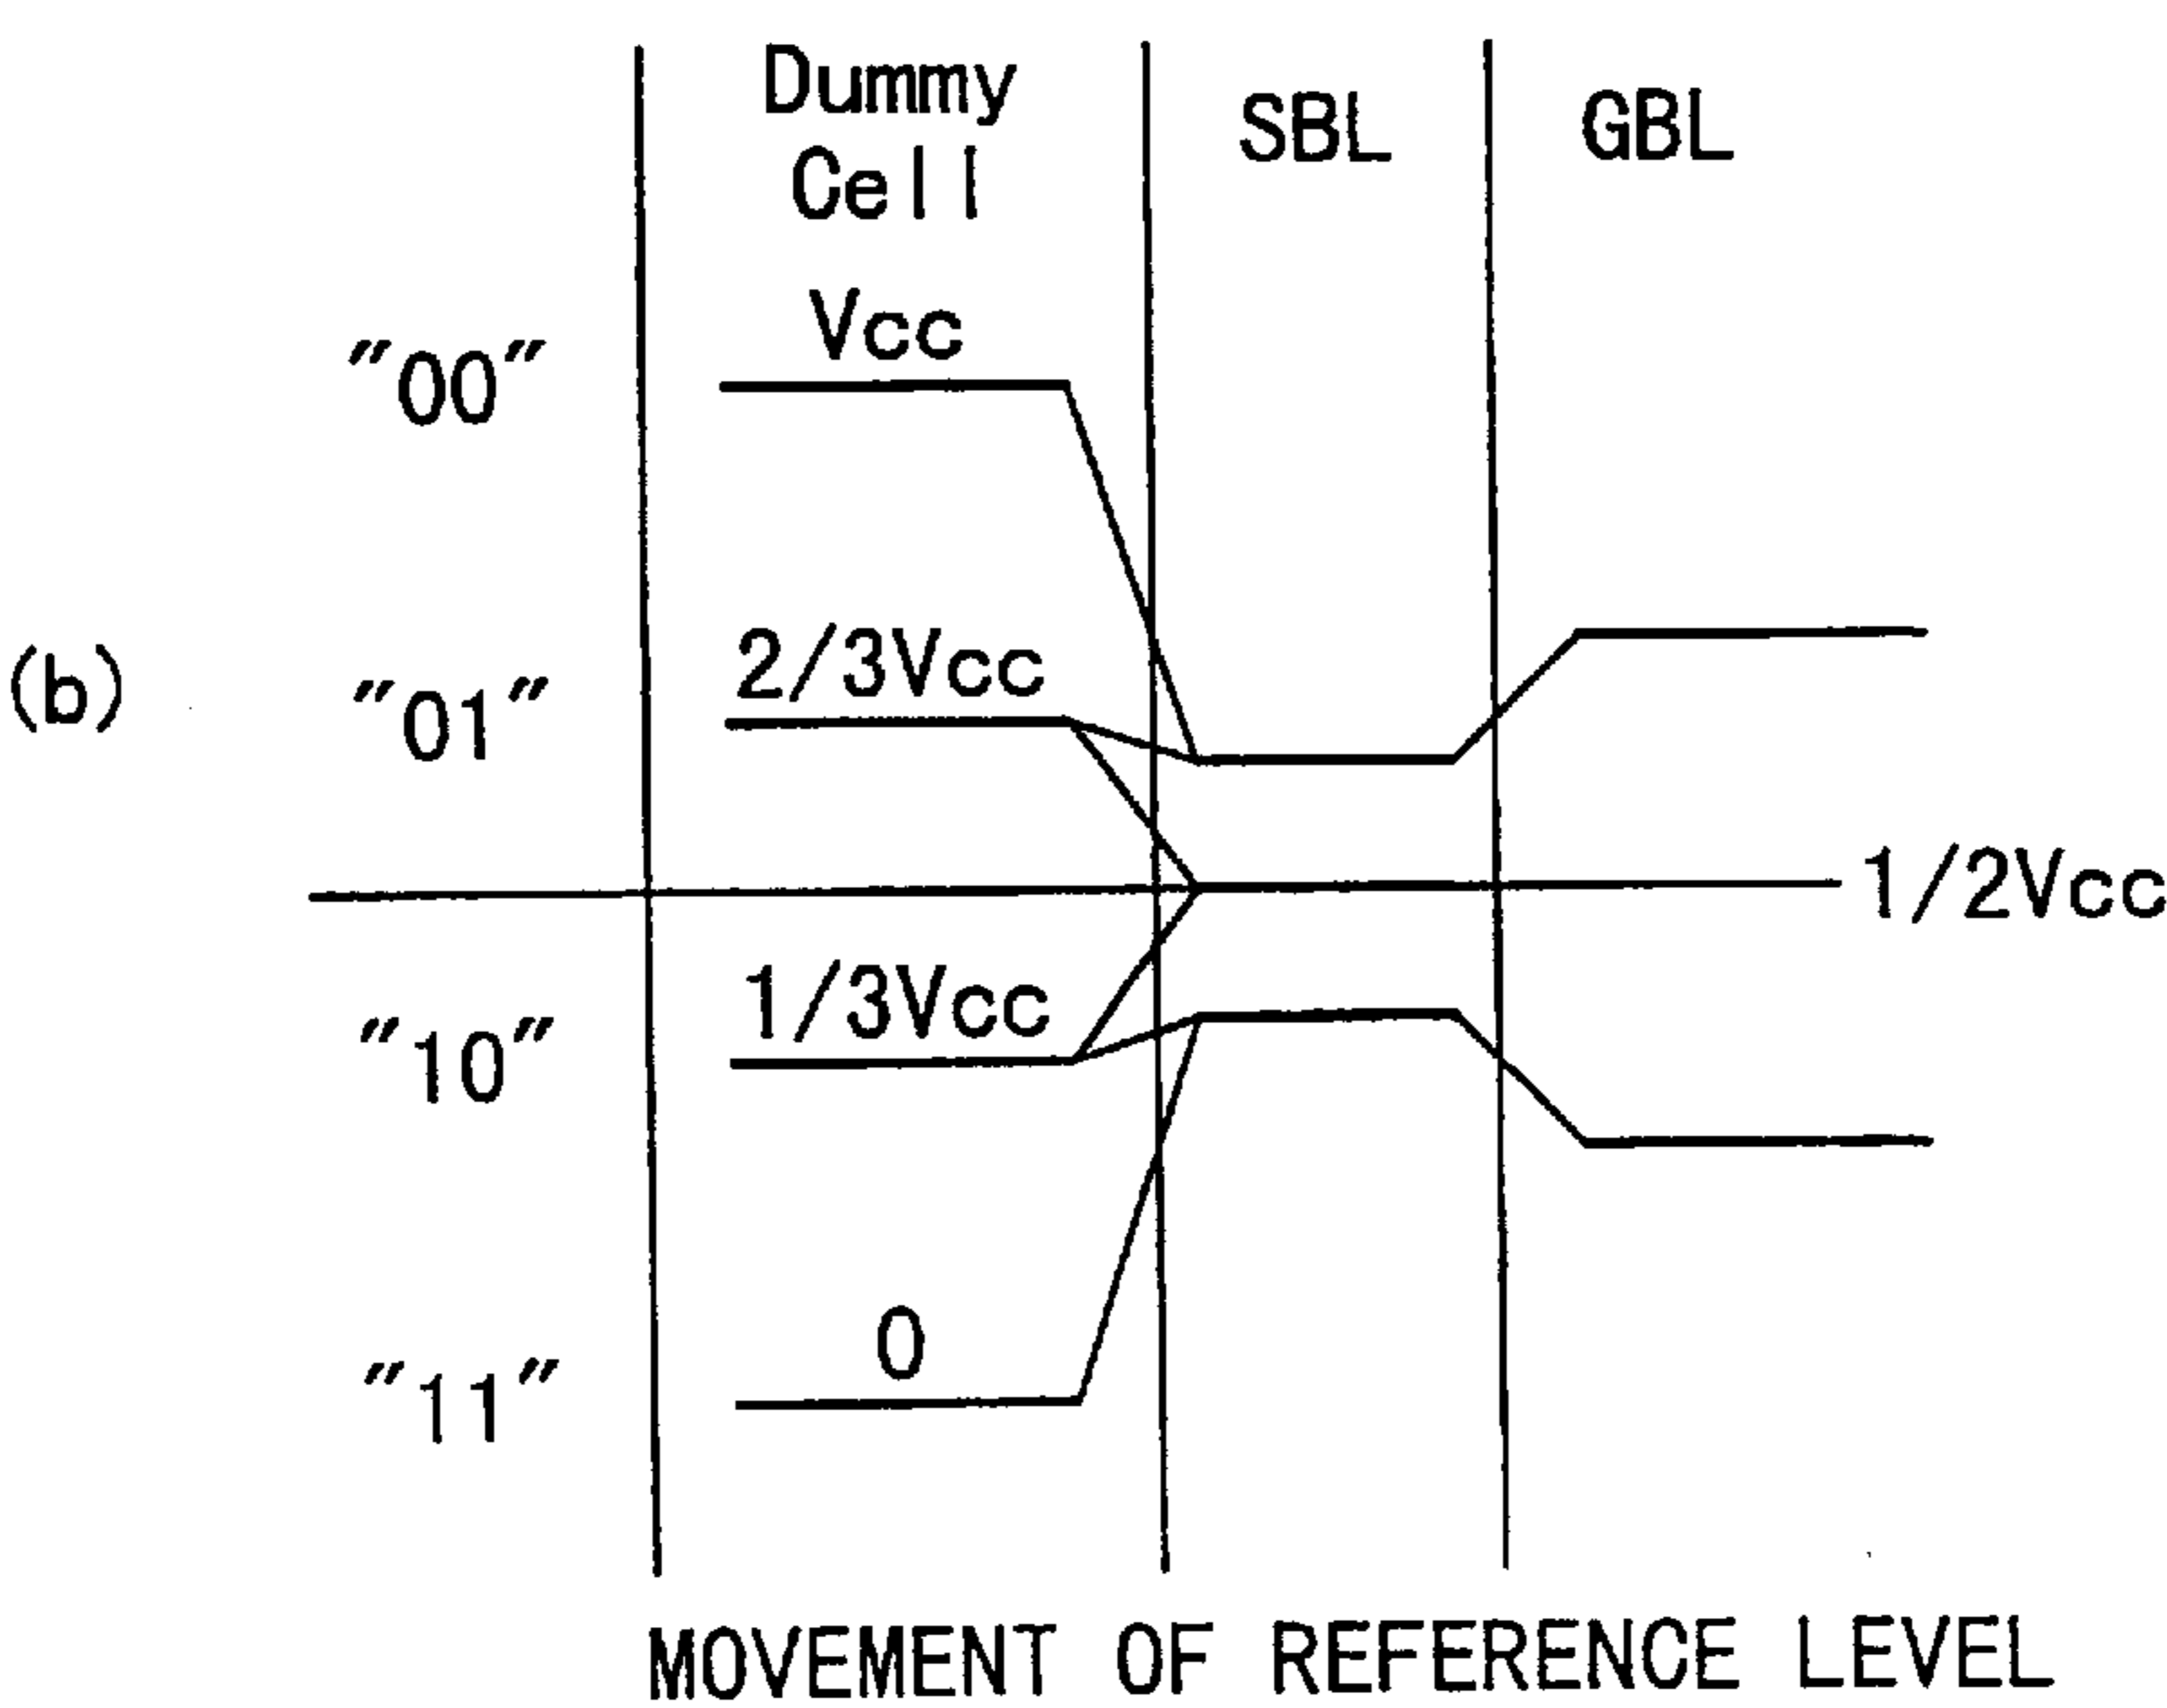 Dummy
Cell
SBL
GBL
Vcc
"00"
2/3Vcc
(b)
"01"
1/2Vcc
1/3Vcc
"10"
0
"11"
MOVEMENT OF REFERENCE LEVEL